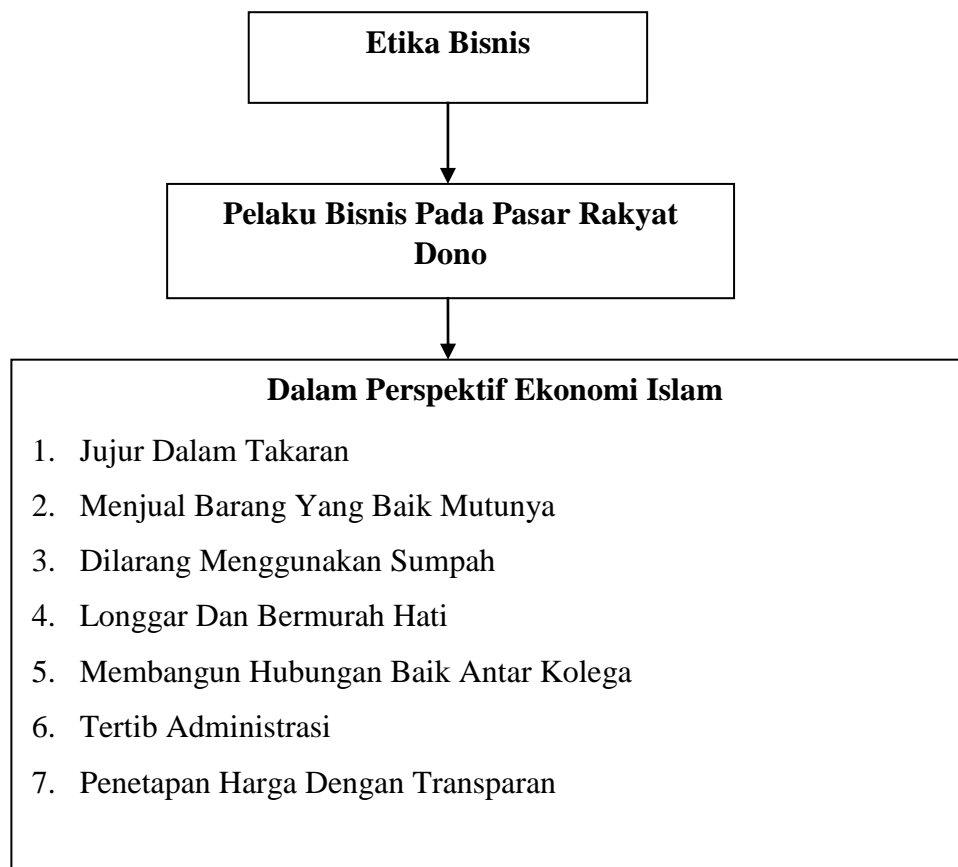 Etika Bisnis
Pelaku Bisnis Pada Pasar Rakyat
Dono
Dalam Perspektif Ekonomi Islam
1. Jujur Dalam Takaran
2. Menjual Barang Yang Baik Mutunya
3. Dilarang Menggunakan Sumpah
4. Longgar Dan Bermurah Hati
5. Membangun Hubungan Baik Antar Kolega
6. Tertib Administrasi
7. Penetapan Harga Dengan Transparan